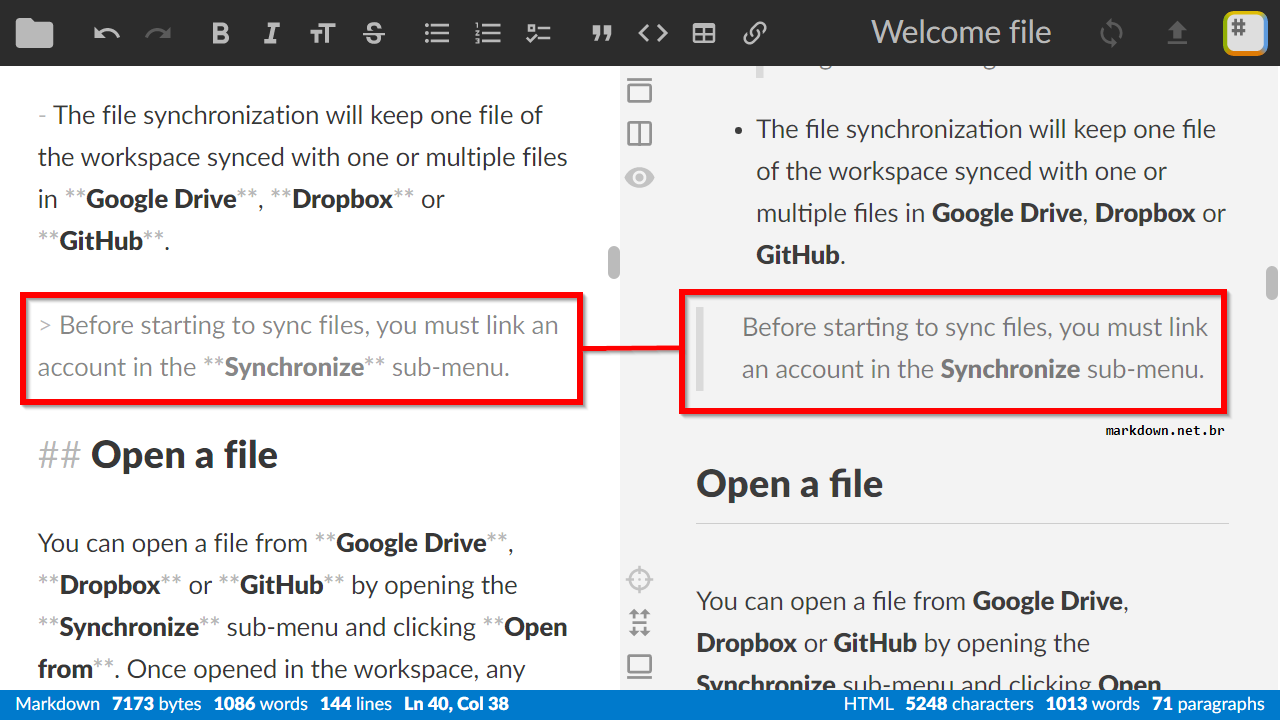 Welcome file
- The file synchronization will keep one file of
the workspace synced with one or multiple files
in **Google Drive**, **Dropbox** or
**GitHub**.
> Before starting to sync files, you must link an
account in the **Synchronize** sub-menu.
## Open a file
You can open a file from **Google Drive**,
**Dropbox** or **GitHub** by opening the
**Synchronize** sub-menu and clicking **Open
from**. Once opened in the workspace, any
• The file synchronization will keep one file
of the workspace synced with one or
multiple files in Google Drive, Dropbox or
GitHub.
Before starting to sync files, you must link
an account in the Synchronize sub-menu.
markdown.net.br
Open a file
You can open a file from Google Drive,
Dropbox or GitHub by opening the
Synchronize sub-menu and clicking Open
Markdown 7173 bytes 1086 words 144 lines Ln 40, Col 38
HTML 5248 characters 1013 words 71 paragraphs